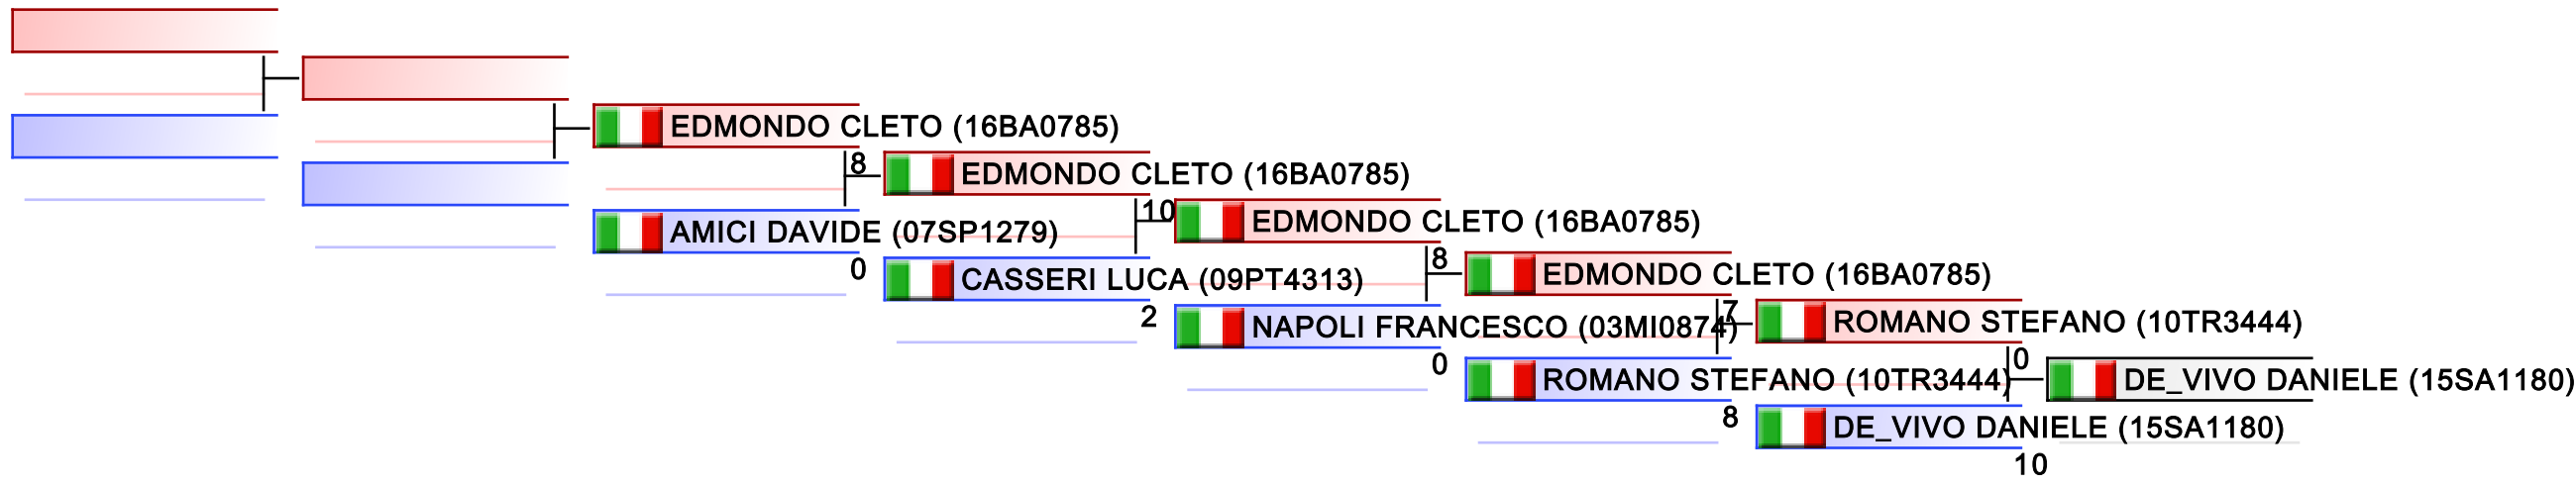 EDMONDO CLETO (16BA0785)
8
EDMONDO CLETO (16BA0785)
AMICI DAVIDE (07SP1279)
0
10
EDMONDO CLETO (16BA0785)
CASSERI LUCA (09PT4313)
2
8
EDMONDO CLETO (16BA0785)
NAPOLI FRANCESCO (03MI0874)
0
7
ROMANO STEFANO (10TR3444)
ROMANO STEFANO (10TR3444)
8
0
DE_VIVO DANIELE (15SA1180)
DE_VIVO DANIELE (15SA1180)
10